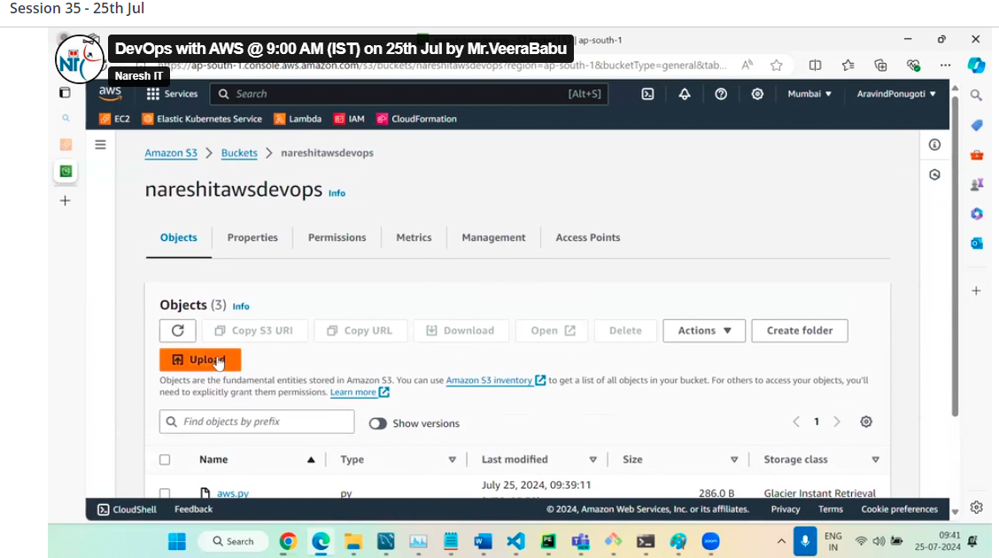 Session 35 - 25th Jul
DevOps with AWS @ 9:00 AM (IST) on 25th Jul by Mr.VeeraBabu
| ap-south-1
Naresh IT
NiT
ttps://ap-south-1.console.aws.amazon.com/s3/buckets/nareshitawsdevops?region=ap-south-1&bucketType=general&tab...
aws
Services
Search
[Alt+S]
Mumbai ▼
AravindPonugoti ▼
EC2
Elastic Kubernetes Service
Lambda
IAM
CloudFormation
Amazon S3 > Buckets > nareshitawsdevops
nareshitawsdevops Info
Objects
Properties
Permissions
Metrics
Management
Access Points
Objects (3) Info
Copy S3 URI
Copy URL
Download
Open
Delete
Actions ▼
Create folder
Upload
Objects are the fundamental entities stored in Amazon S3. You can use Amazon S3 inventory to get a list of all objects in your bucket. For others to access your objects, you'll
need to explicitly grant them permissions. Learn more
Find objects by prefix
Show versions
< 1 >
Name
Type
Last modified
Size
Storage class
July 25, 2024, 09:39:11
aws.py
py
286.0 B
Glacier Instant Retrieval
CloudShell
Feedback
© 2024, Amazon Web Services, Inc. or its affiliates.
Privacy
Terms
Cookie preferences
Search
ENG
IN
09:41
25-07-2024